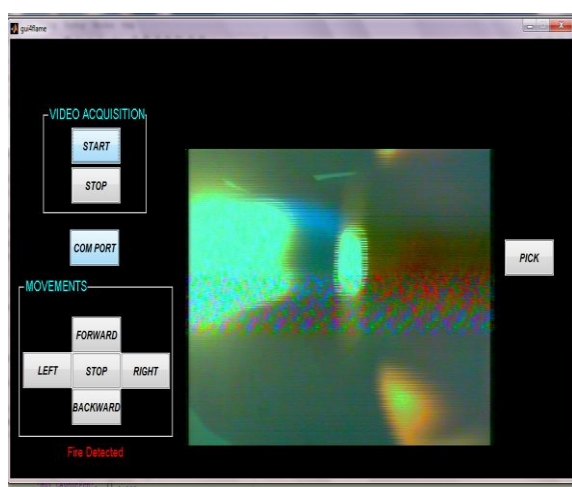 gui4flame
VIDEO ACQUISITION
START
STOP
COM PORT
PICK
MOVEMENTS
FORWARD
LEFT STOP RIGHT
BACKWARD
Fire Detected